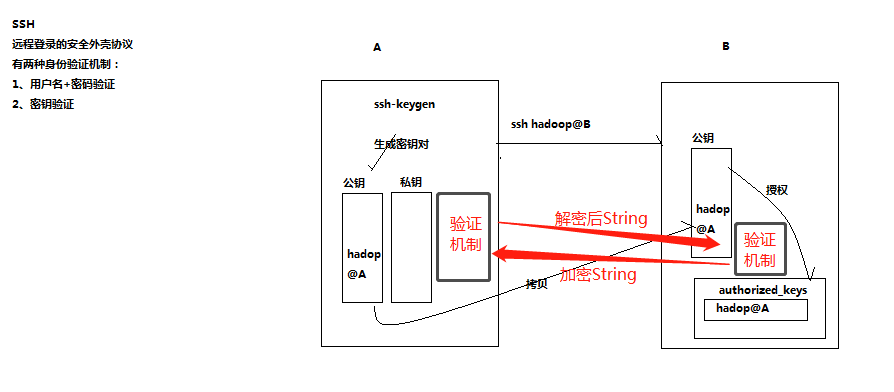 SSH
远程登录的安全外壳协议
有两种身份验证机制：
1、用户名+密码验证
2、密钥验证
A
B
ssh-keygen
生成密钥对
公钥
私钥
hadop
@A
验证
机制
ssh hadoop@B
解密后String
加密String
拷贝
公钥
hadop
@A
授权
验证
机制
authorized_keys
hadop@A